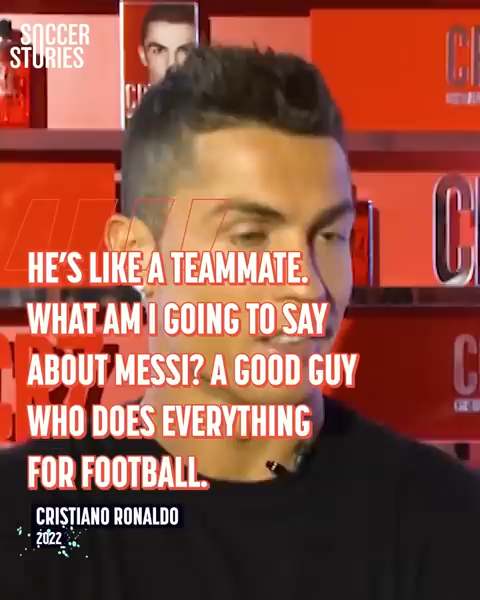 SOCCER
STORIES
HE'S LIKE A TEAMMATE.
WHAT AM I GOING TO SAY
ABOUT MESSI? A GOOD GUY
WHO DOES EVERYTHING
FOR FOOTBALL.
CRISTIANO RONALDO
2022